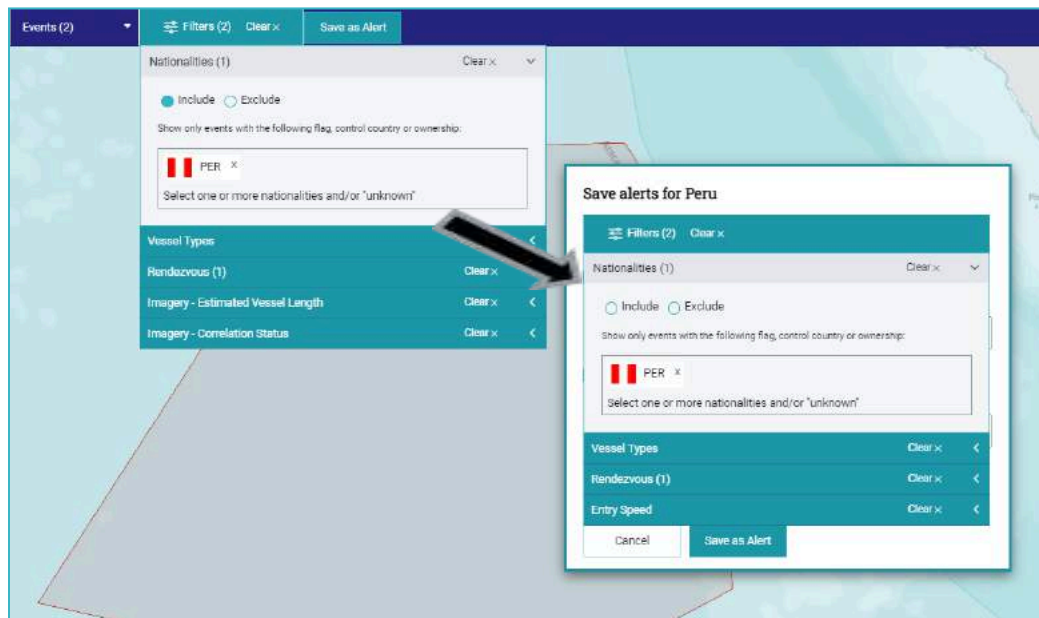 Events (2)
Filters (2) Clear ×
Save as Alert
Nationalities (1) Clear ×
Include Exclude
Show only events with the following flag, control country or ownership:
PER ×
Select one or more nationalities and/or "unknown"
Vessel Types
Rendezvous (1) Clear ×
Imagery - Estimated Vessel Length Clear ×
Imagery - Correlation Status Clear ×
Save alerts for Peru
Filters (2) Clear ×
Nationalities (1) Clear ×
Include Exclude
Show only events with the following flag, control country or ownership:
PER ×
Select one or more nationalities and/or "unknown"
Vessel Types Clear ×
Rendezvous (1) Clear ×
Entry Speed Clear ×
Cancel
Save as Alert